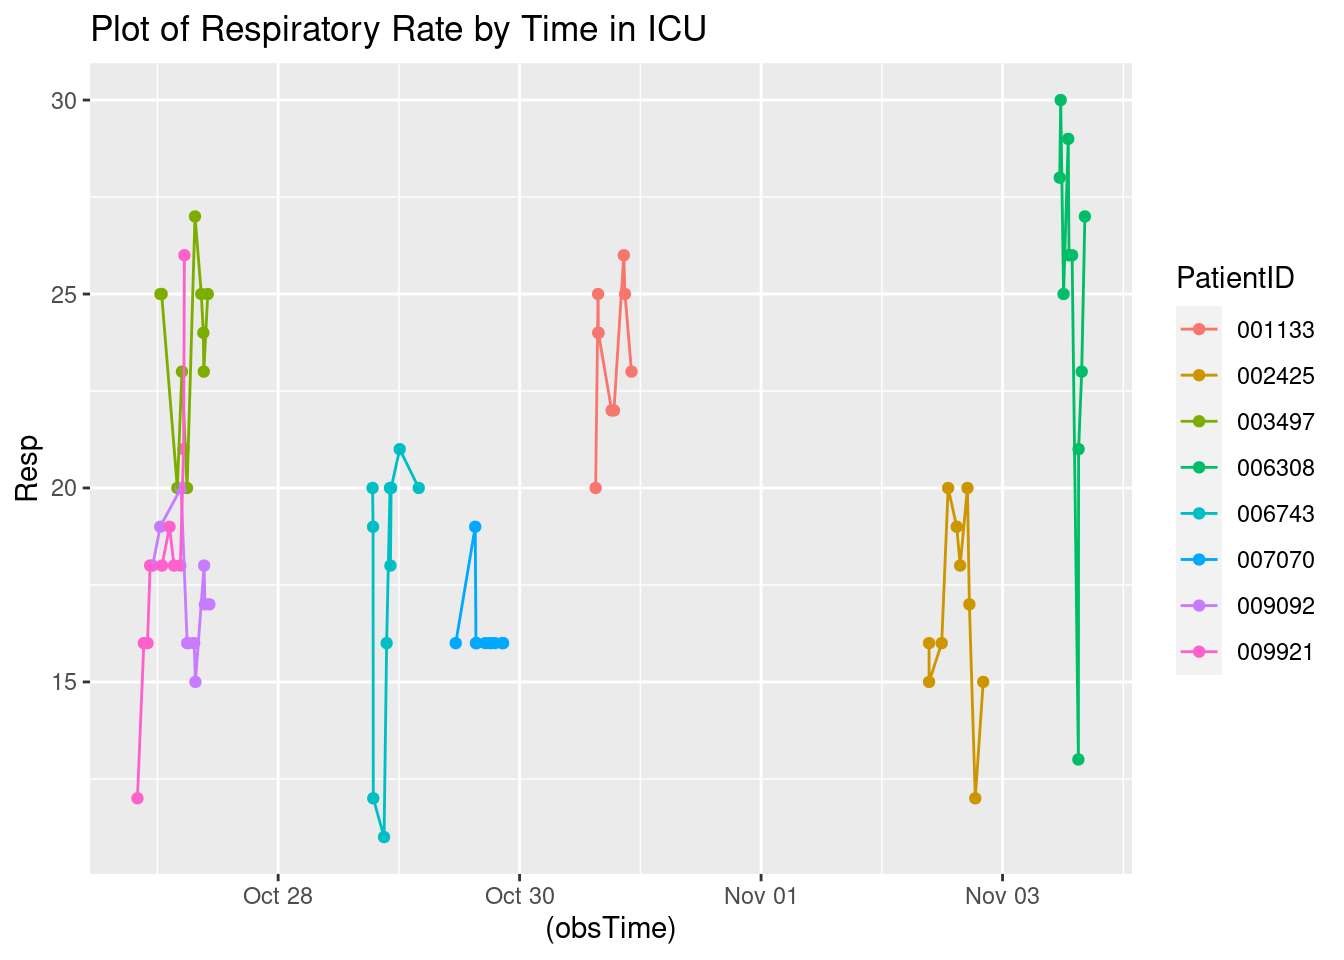 Plot of Respiratory Rate by Time in ICU
30
25
20
15
Resp
Oct 28
Oct 30
Nov 01
Nov 03
(obsTime)
PatientID
001133
002425
003497
006308
006743
007070
009092
009921